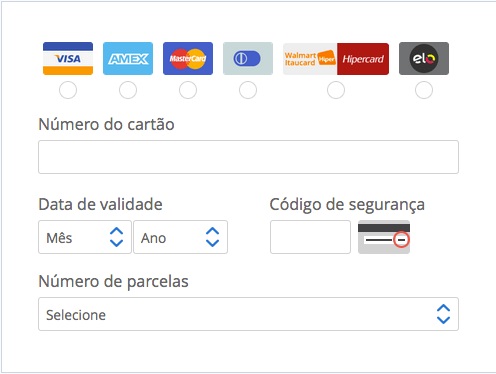 VISA AMEX MasterCard Walmart Itaucard Hiper Hipercard elo
Número do cartão
Data de validade Código de segurança
Mês Ano
Número de parcelas
Selecione